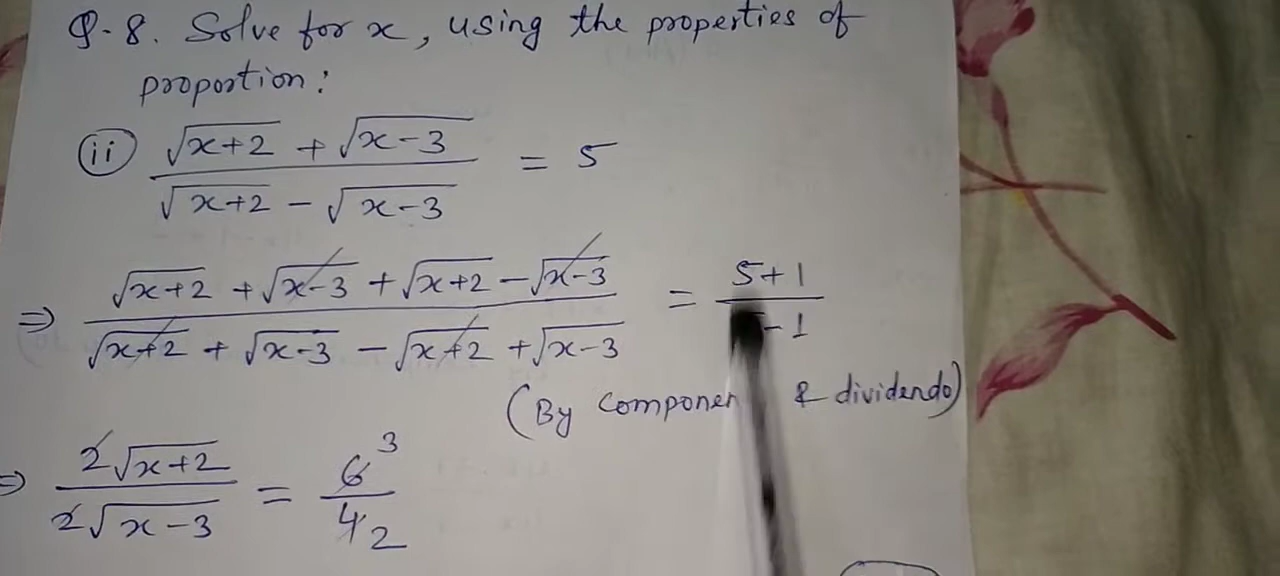 Q-8. Solve for x, using the properties of
proportion:
(ii) (√(x+2) + √(x-3)) / (√(x+2) - √(x-3)) = 5
⇒ (√(x+2) + √(x-3) + √(x+2) - √(x-3)) / (√(x+2) + √(x-3) - √(x+2) + √(x-3)) = (5+1) / -1
(By & dividendo)
⇒ 2√(x+2) / 2√(x-3) = 6 3 / 4 2